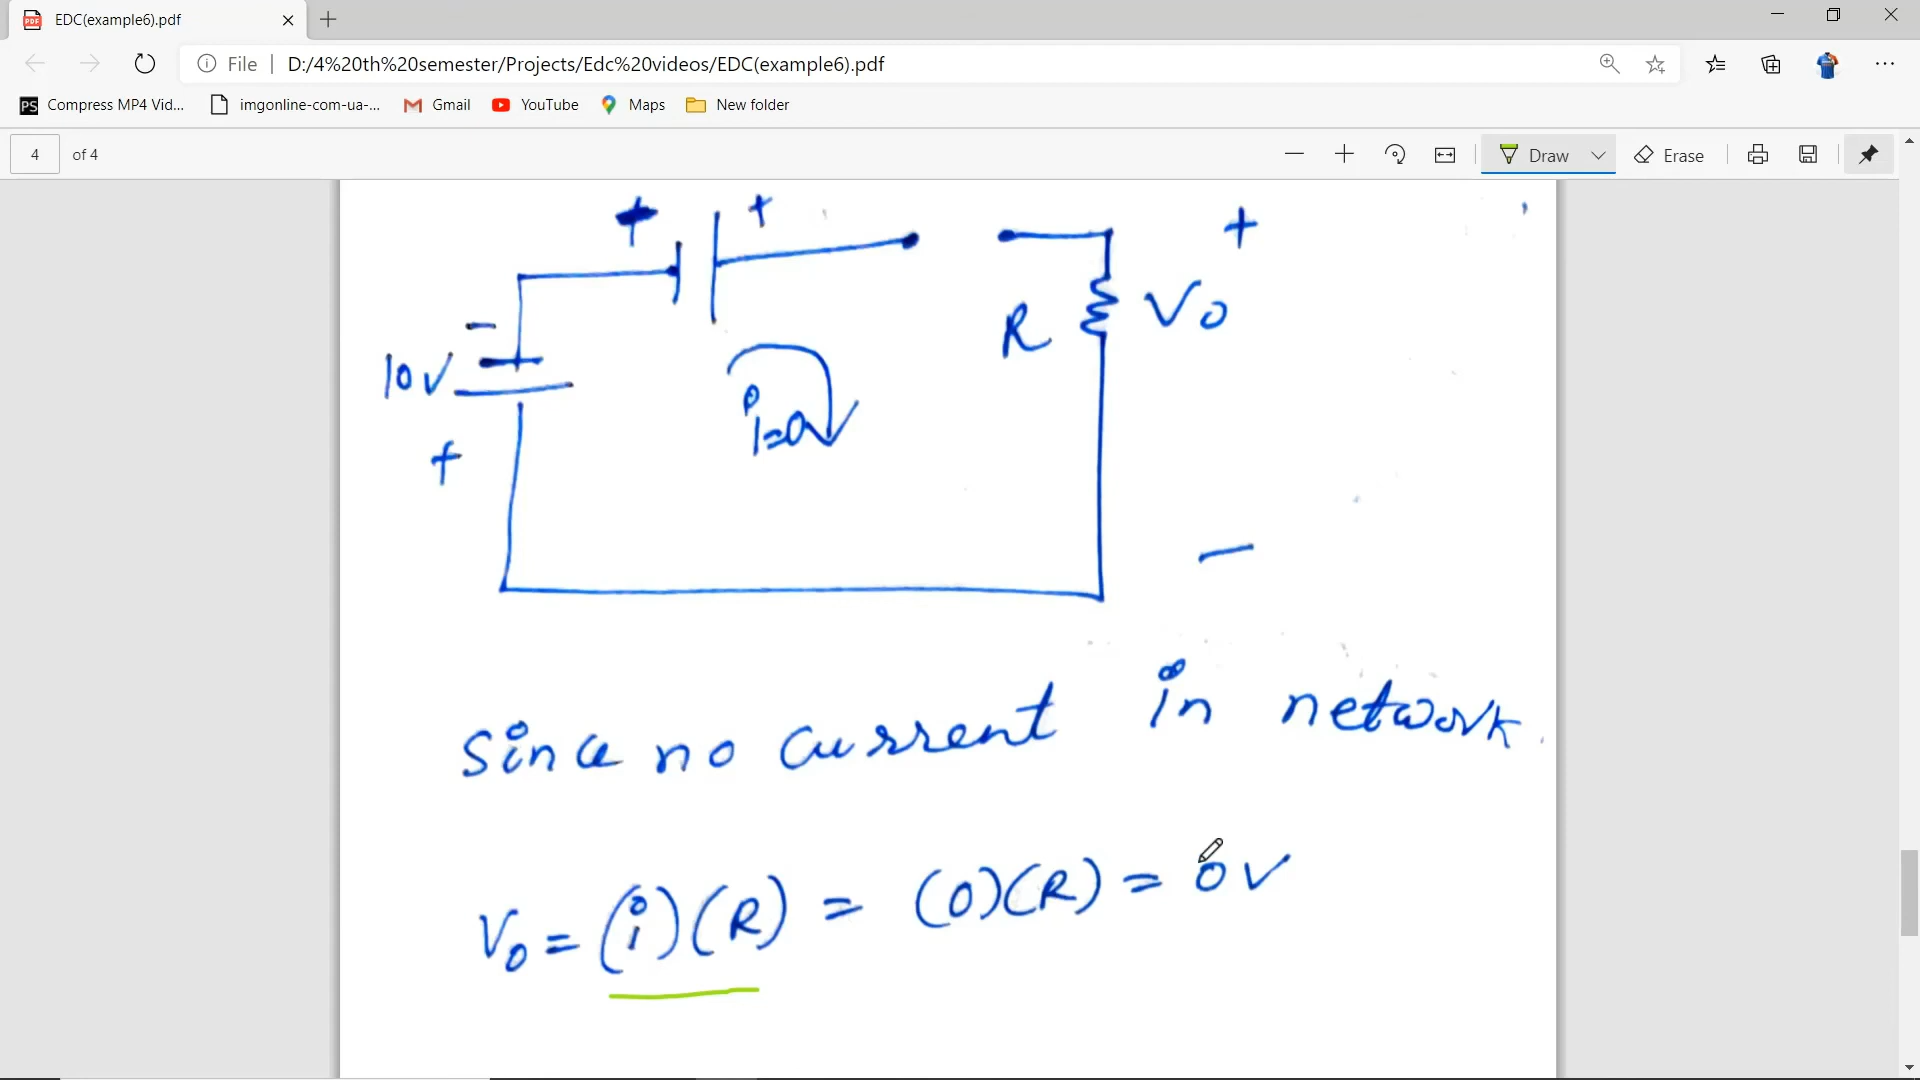 EDC(example6).pdf
File D:/4%20th%20semester/Projects/Edc%20videos/EDC(example6).pdf
Compress MP4 Vid... imgonline-com-ua-... Gmail YouTube Maps New folder
4 of 4 Draw Erase
+ + +
- R Vo
10V
i=0
+
-
since no current in network.
Vo = (i)(R) = (0)(R) = 0V